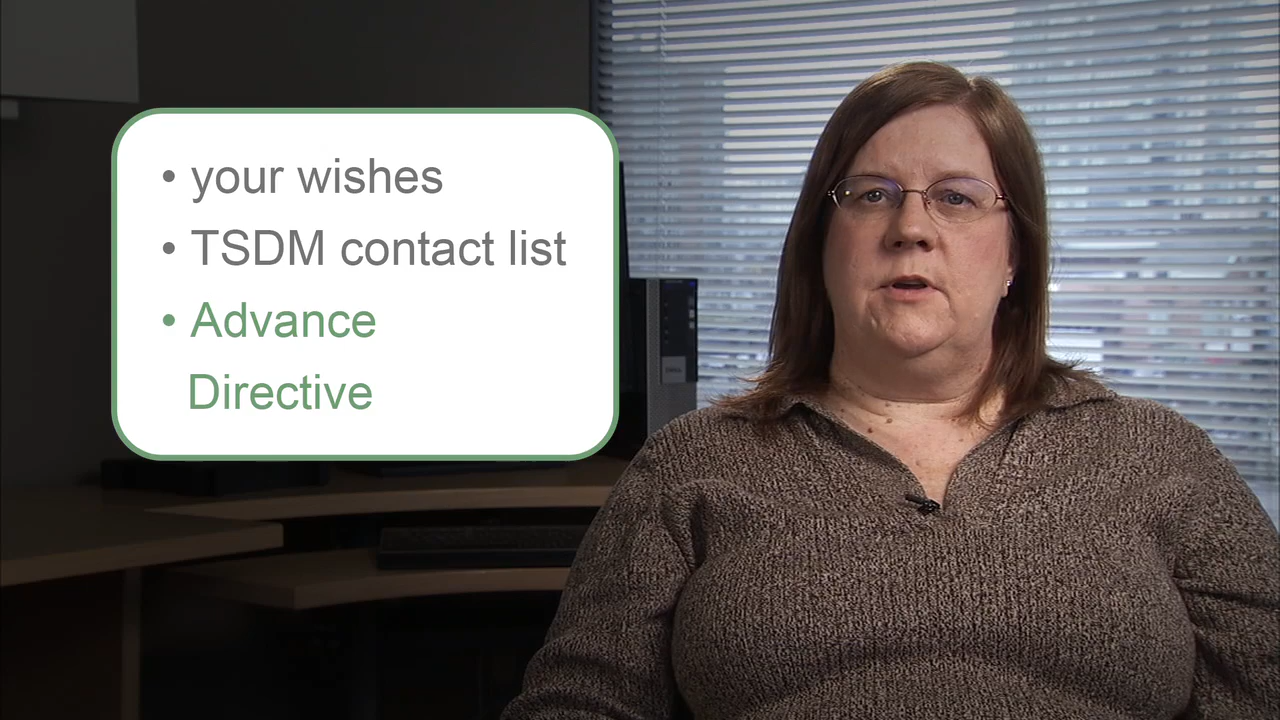 • your wishes
• TSDM contact list
• Advance
Directive